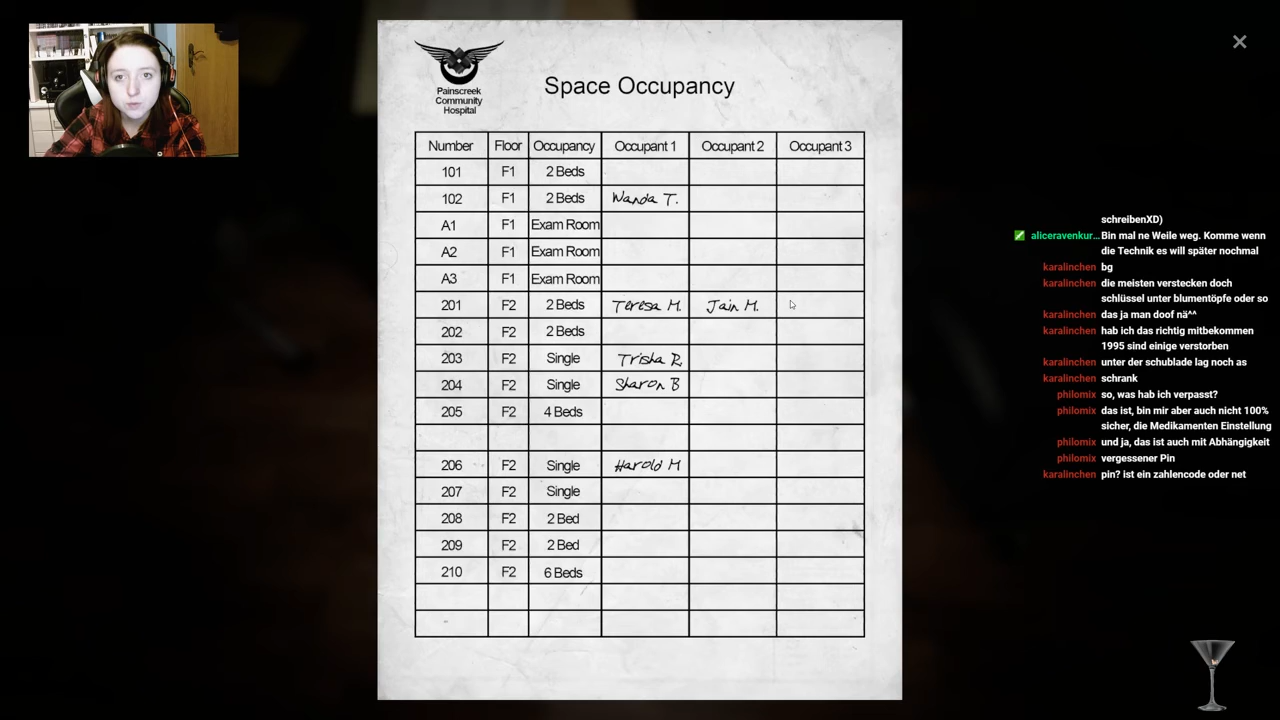 Painscreek
Community
Hospital
Space Occupancy
Number Floor Occupancy Occupant 1 Occupant 2 Occupant 3
101 F1 2 Beds
102 F1 2 Beds Wanda T.
A1 F1 Exam Room
A2 F1 Exam Room
A3 F1 Exam Room
201 F2 2 Beds Teresa M. Jain M.
202 F2 2 Beds
203 F2 Single Trisha R.
204 F2 Single Sharon B
205 F2 4 Beds
206 F2 Single Harold M
207 F2 Single
208 F2 2 Bed
209 F2 2 Bed
210 F2 6 Beds
schreibenXD)
aliceravenkur... Bin mal ne Weile weg. Komme wenn
die Technik es will später nochmal
karalinchen bg
karalinchen die meisten verstecken doch
schlüssel unter blumentöpfe oder so
karalinchen das ja man doof nä^^
karalinchen hab ich das richtig mitbekommen
1995 sind einige verstorben
karalinchen unter der schublade lag noch as
karalinchen schrank
philomix so, was hab ich verpasst?
philomix das ist, bin mir aber auch nicht 100%
sicher, die Medikamenten Einstellung
philomix und ja, das ist auch mit Abhängigkeit
philomix vergessener Pin
karalinchen pin? ist ein zahlencode oder net